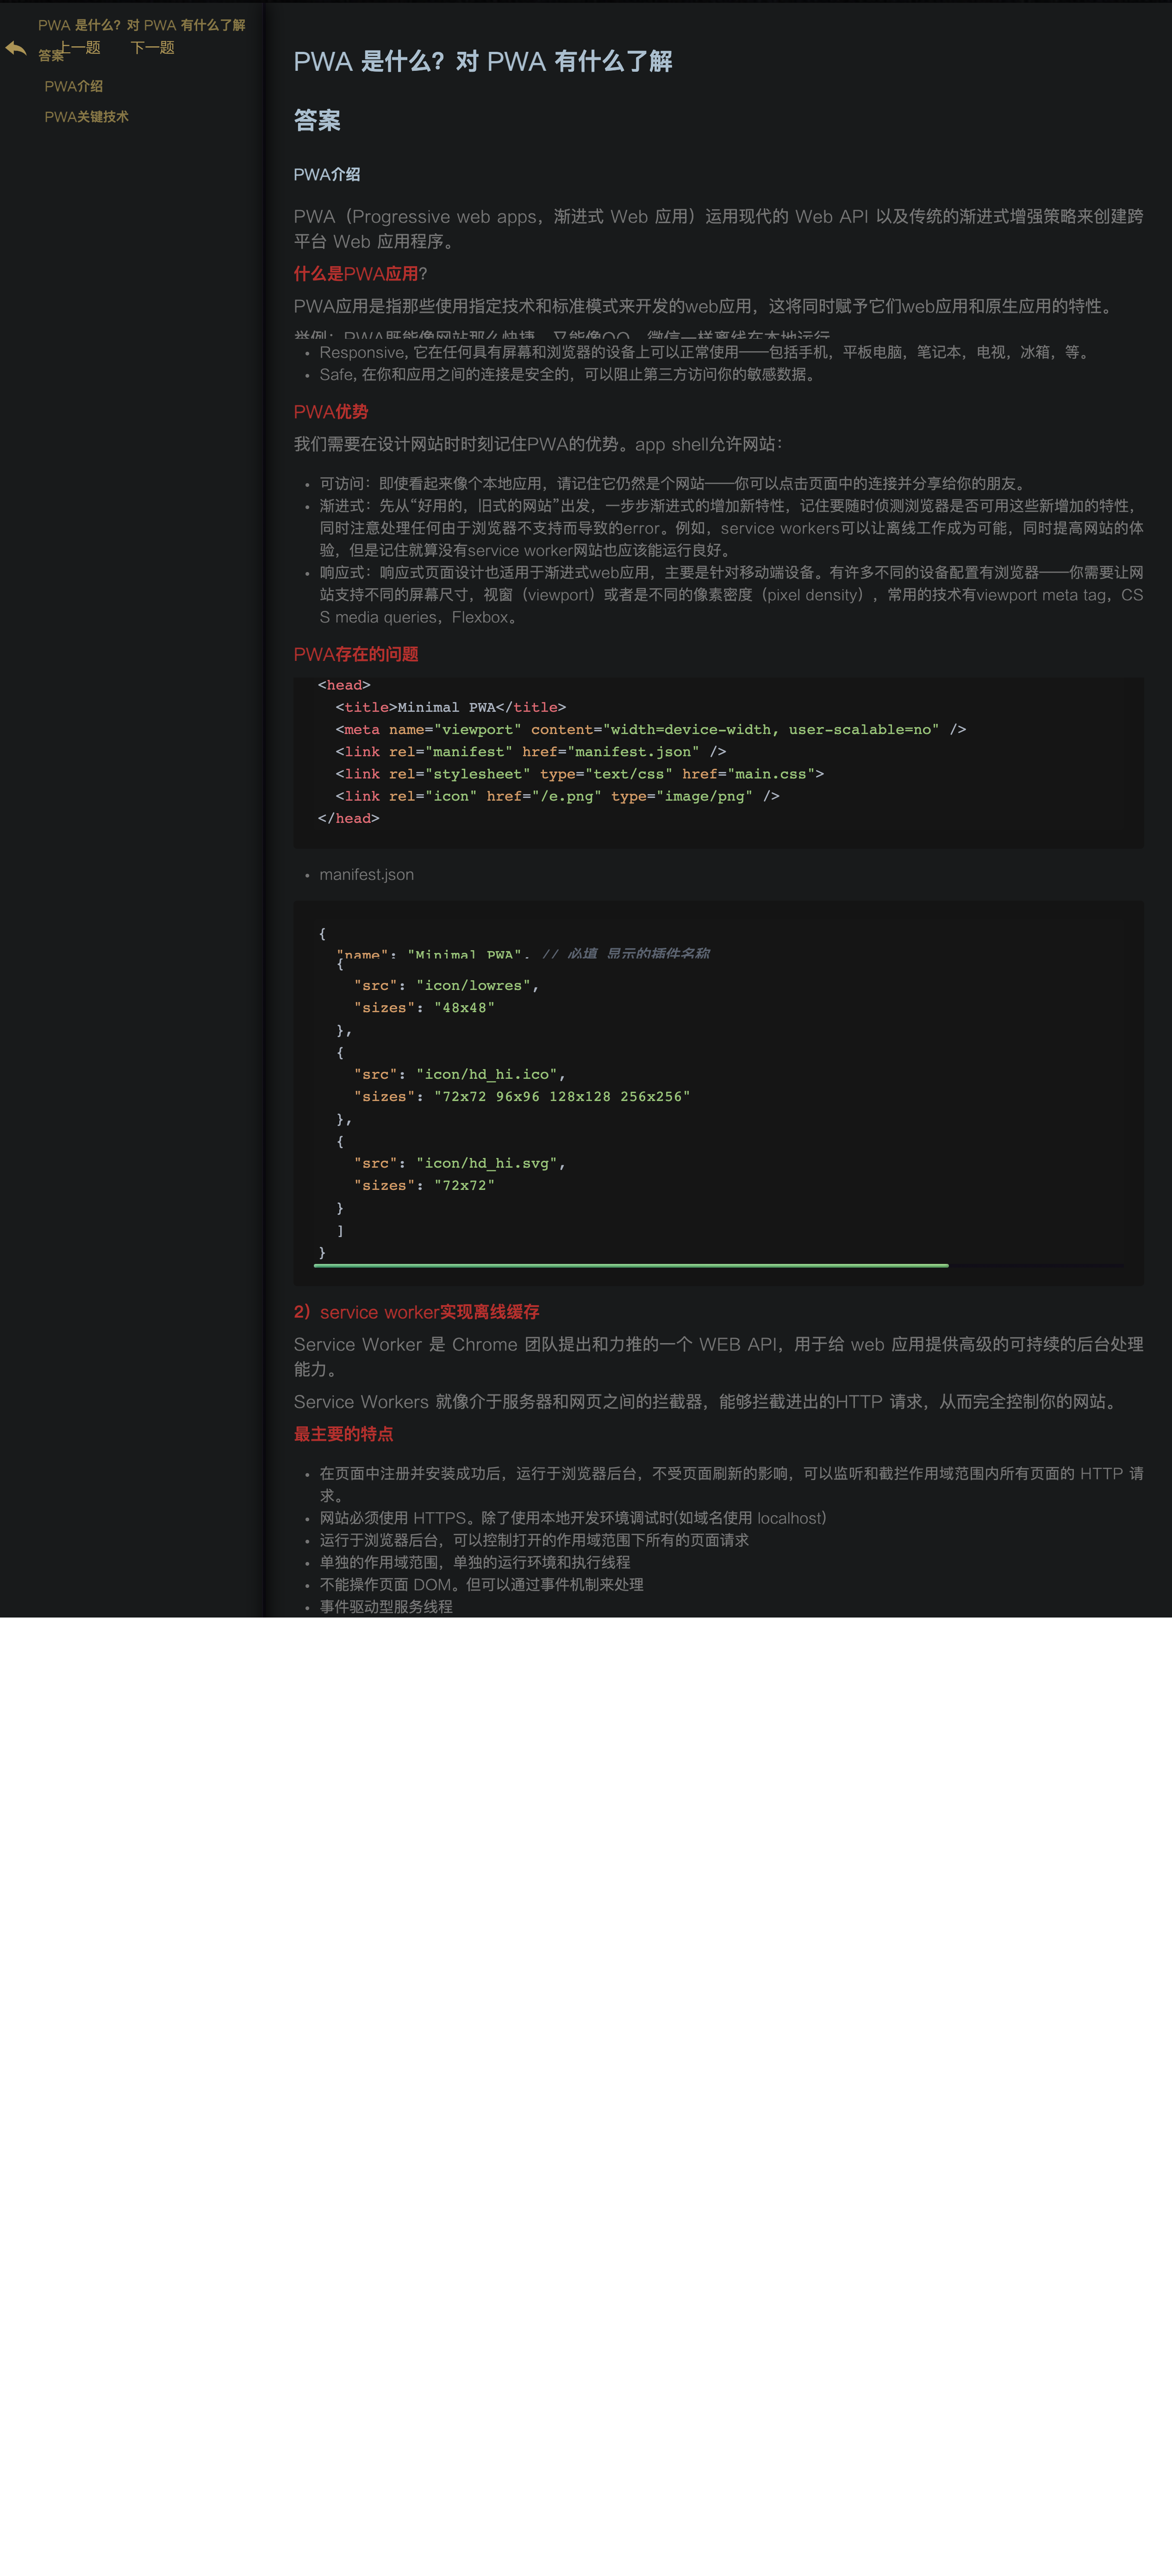 PWA 是什么？对 PWA 有什么了解
上一题 下一题
答案
PWA介绍
PWA关键技术
PWA 是什么？对 PWA 有什么了解
答案
PWA介绍
PWA（Progressive web apps，渐进式 Web 应用）运用现代的 Web API 以及传统的渐进式增强策略来创建跨
平台 Web 应用程序。
什么是PWA应用?
PWA应用是指那些使用指定技术和标准模式来开发的web应用，这将同时赋予它们web应用和原生应用的特性。
举例：PWA既能像网站那么快捷，又能像QQ、微信一样离线在本地运行
• Responsive, 它在任何具有屏幕和浏览器的设备上可以正常使用——包括手机，平板电脑，笔记本，电视，冰箱，等。
• Safe, 在你和应用之间的连接是安全的，可以阻止第三方访问你的敏感数据。
PWA优势
我们需要在设计网站时时刻记住PWA的优势。app shell允许网站：
• 可访问：即使看起来像个本地应用，请记住它仍然是个网站——你可以点击页面中的连接并分享给你的朋友。
• 渐进式：先从“好用的，旧式的网站”出发，一步步渐进式的增加新特性，记住要随时侦测浏览器是否可用这些新增加的特性，
同时注意处理任何由于浏览器不支持而导致的error。例如，service workers可以让离线工作成为可能，同时提高网站的体
验，但是记住就算没有service worker网站也应该能运行良好。
• 响应式：响应式页面设计也适用于渐进式web应用，主要是针对移动端设备。有许多不同的设备配置有浏览器——你需要让网
站支持不同的屏幕尺寸，视窗（viewport）或者是不同的像素密度（pixel density），常用的技术有viewport meta tag，CS
S media queries，Flexbox。
PWA存在的问题
<head>
<title>Minimal PWA</title>
<meta name="viewport" content="width=device-width, user-scalable=no" />
<link rel="manifest" href="manifest.json" />
<link rel="stylesheet" type="text/css" href="main.css">
<link rel="icon" href="/e.png" type="image/png" />
</head>
• manifest.json
{
"name": "Minimal PWA", // 必填 显示的插件名称
{
"src": "icon/lowres",
"sizes": "48x48"
},
{
"src": "icon/hd_hi.ico",
"sizes": "72x72 96x96 128x128 256x256"
},
{
"src": "icon/hd_hi.svg",
"sizes": "72x72"
}
]
}
2）service worker实现离线缓存
Service Worker 是 Chrome 团队提出和力推的一个 WEB API，用于给 web 应用提供高级的可持续的后台处理
能力。
Service Workers 就像介于服务器和网页之间的拦截器，能够拦截进出的HTTP 请求，从而完全控制你的网站。
最主要的特点
• 在页面中注册并安装成功后，运行于浏览器后台，不受页面刷新的影响，可以监听和截拦作用域范围内所有页面的 HTTP 请
求。
• 网站必须使用 HTTPS。除了使用本地开发环境调试时(如域名使用 localhost)
• 运行于浏览器后台，可以控制打开的作用域范围下所有的页面请求
• 单独的作用域范围，单独的运行环境和执行线程
• 不能操作页面 DOM。但可以通过事件机制来处理
• 事件驱动型服务线程